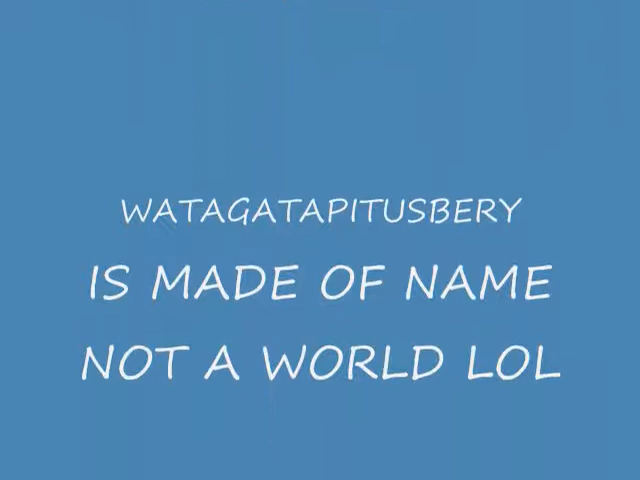 WATAGATAPITUSBERY
IS MADE OF NAME
NOT A WORLD LOL